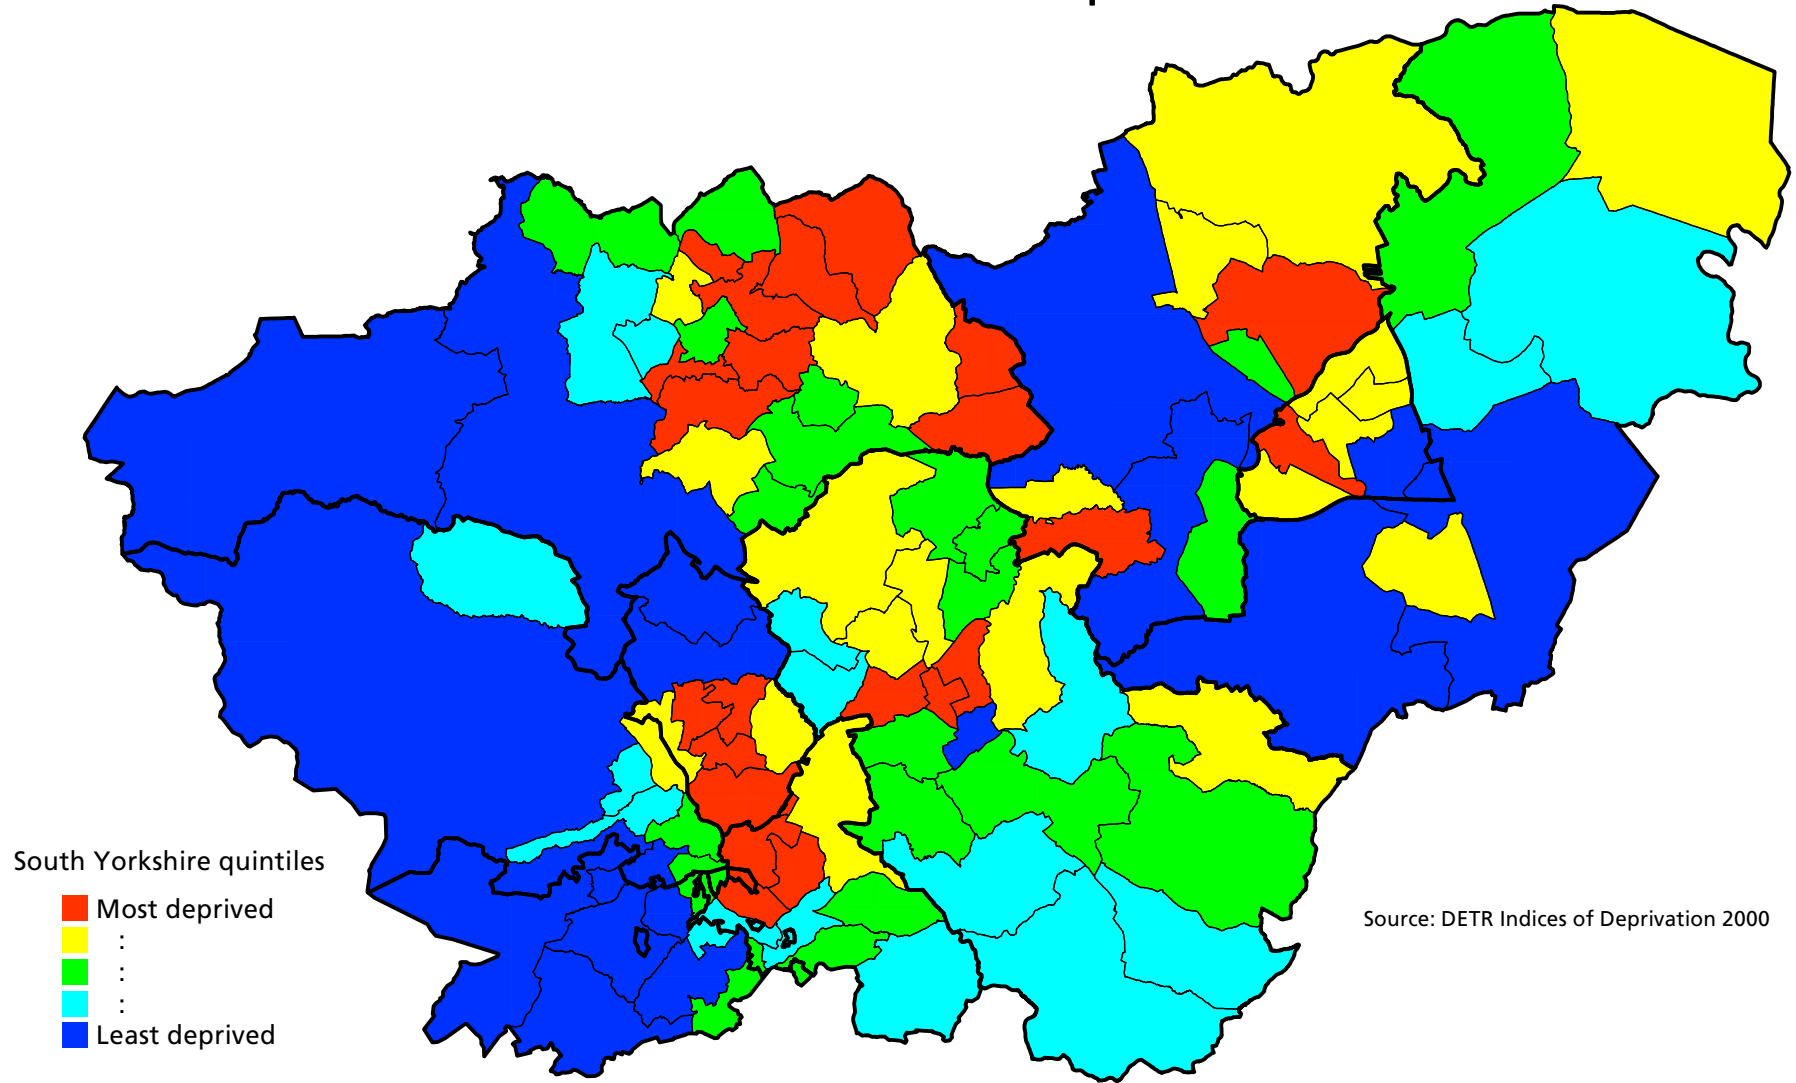 South Yorkshire quintiles
Most deprived
:
:
:
Least deprived
Source: DETR Indices of Deprivation 2000